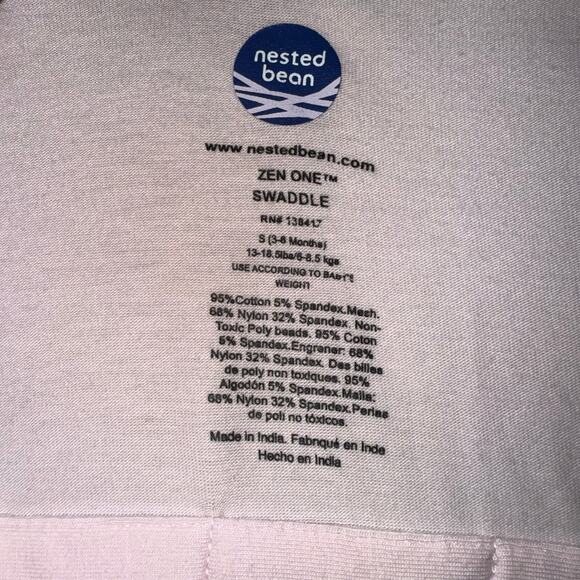 nested
bean
www.nestedbean.com
ZEN ONE™
SWADDLE
RN# 138417
S (3-6 Months)
13-18.5lbs/6-8.5 kgs
USE ACCORDING TO BABY'S
WEIGHT
95%Cotton 5% Spandex.Mesh.
68% Nylon 32% Spandex. Non-
Toxic Poly beads. 95% Coton
5% Spandex.Engrener: 68%
Nylon 32% Spandex. Des billes
de poly non toxiques. 95%
Algodón 5% Spandex.Malla:
68% Nylon 32% Spandex.Perlas
de poli no tóxicos.
Made in India. Fabriqué en Inde
Hecho en India